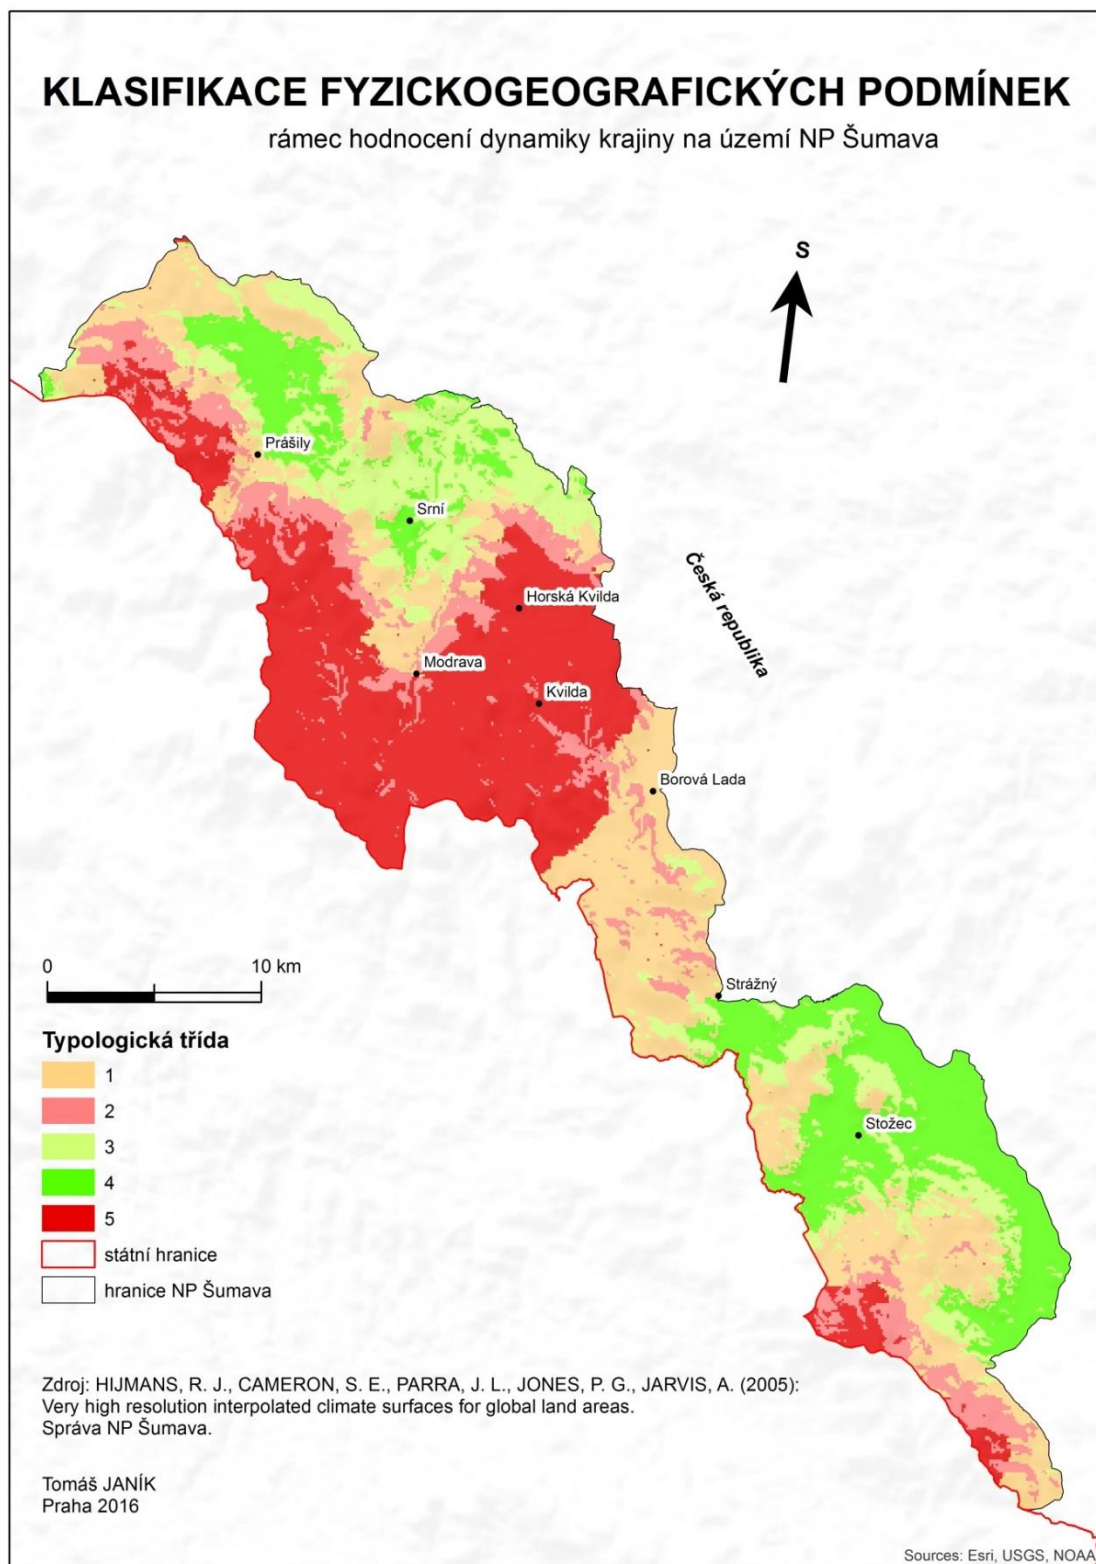 KLASIFIKACE FYZICKOGEOGRAFICKÝCH PODMÍNEK
rámec hodnocení dynamiky krajiny na území NP Šumava
S
Prášily
Srní
Česká republika
Horská Kvilda
Modrava
Kvilda
Borová Lada
0 10 km
Strážný
Typologická třída
1
2
3
4
5
Stožec
státní hranice
hranice NP Šumava
Zdroj: HIJMANS, R. J., CAMERON, S. E., PARRA, J. L., JONES, P. G., JARVIS, A. (2005):
Very high resolution interpolated climate surfaces for global land areas.
Správa NP Šumava.
Tomáš JANÍK
Praha 2016
Sources: Esri, USGS, NOAA